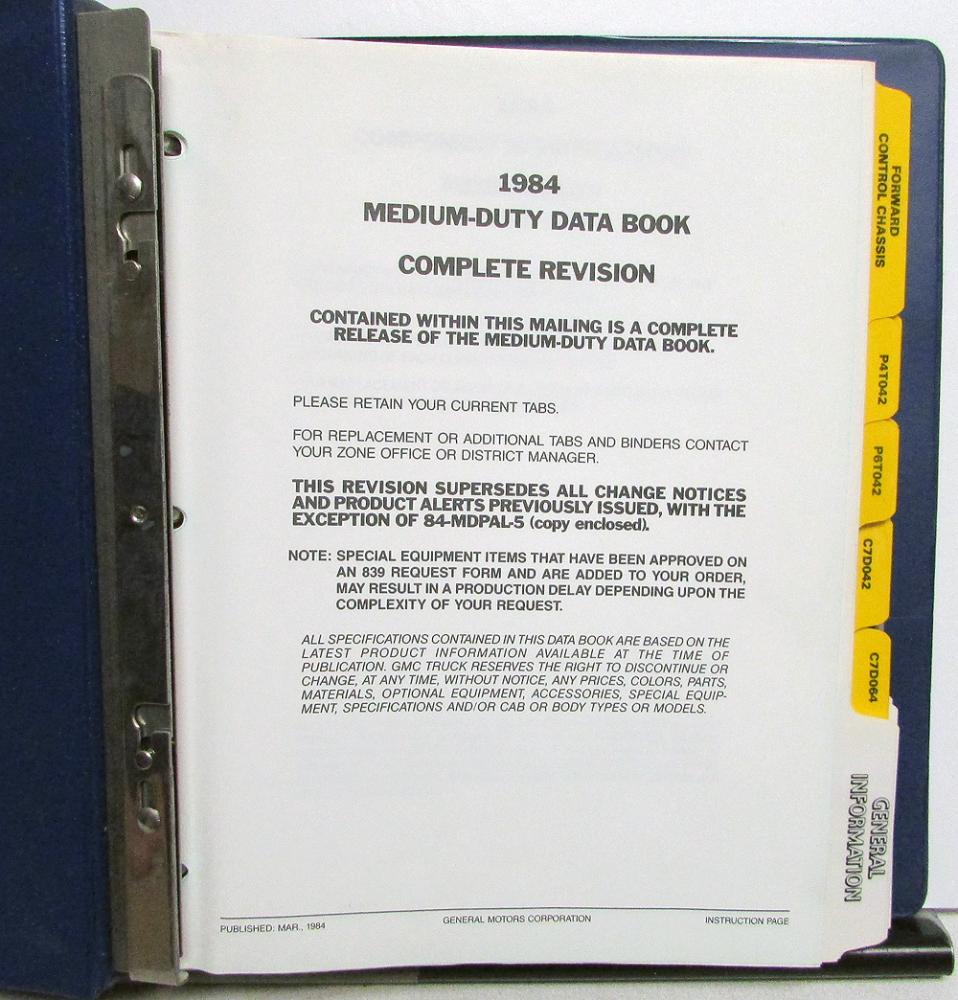 1984
MEDIUM-DUTY DATA BOOK
COMPLETE REVISION
CONTAINED WITHIN THIS MAILING IS A COMPLETE
RELEASE OF THE MEDIUM-DUTY DATA BOOK.
PLEASE RETAIN YOUR CURRENT TABS.
FOR REPLACEMENT OR ADDITIONAL TABS AND BINDERS CONTACT
YOUR ZONE OFFICE OR DISTRICT MANAGER.
THIS REVISION SUPERSEDES ALL CHANGE NOTICES
AND PRODUCT ALERTS PREVIOUSLY ISSUED, WITH THE
EXCEPTION OF 84-MDPAL-5 (copy enclosed).
NOTE: SPECIAL EQUIPMENT ITEMS THAT HAVE BEEN APPROVED ON
AN 839 REQUEST FORM AND ARE ADDED TO YOUR ORDER,
MAY RESULT IN A PRODUCTION DELAY DEPENDING UPON THE
COMPLEXITY OF YOUR REQUEST.
ALL SPECIFICATIONS CONTAINED IN THIS DATA BOOK ARE BASED ON THE
LATEST PRODUCT INFORMATION AVAILABLE AT THE TIME OF
PUBLICATION. GMC TRUCK RESERVES THE RIGHT TO DISCONTINUE OR
CHANGE, AT ANY TIME, WITHOUT NOTICE, ANY PRICES, COLORS, PARTS,
MATERIALS, OPTIONAL EQUIPMENT, ACCESSORIES, SPECIAL EQUIP-
MENT, SPECIFICATIONS AND/OR CAB OR BODY TYPES OR MODELS.
PUBLISHED: MAR., 1984
GENERAL MOTORS CORPORATION
INSTRUCTION PAGE
FORWARD
CONTROL CHASSIS
P4T042
P6T042
C7D042
C7D064
GENERAL
INFORMATION